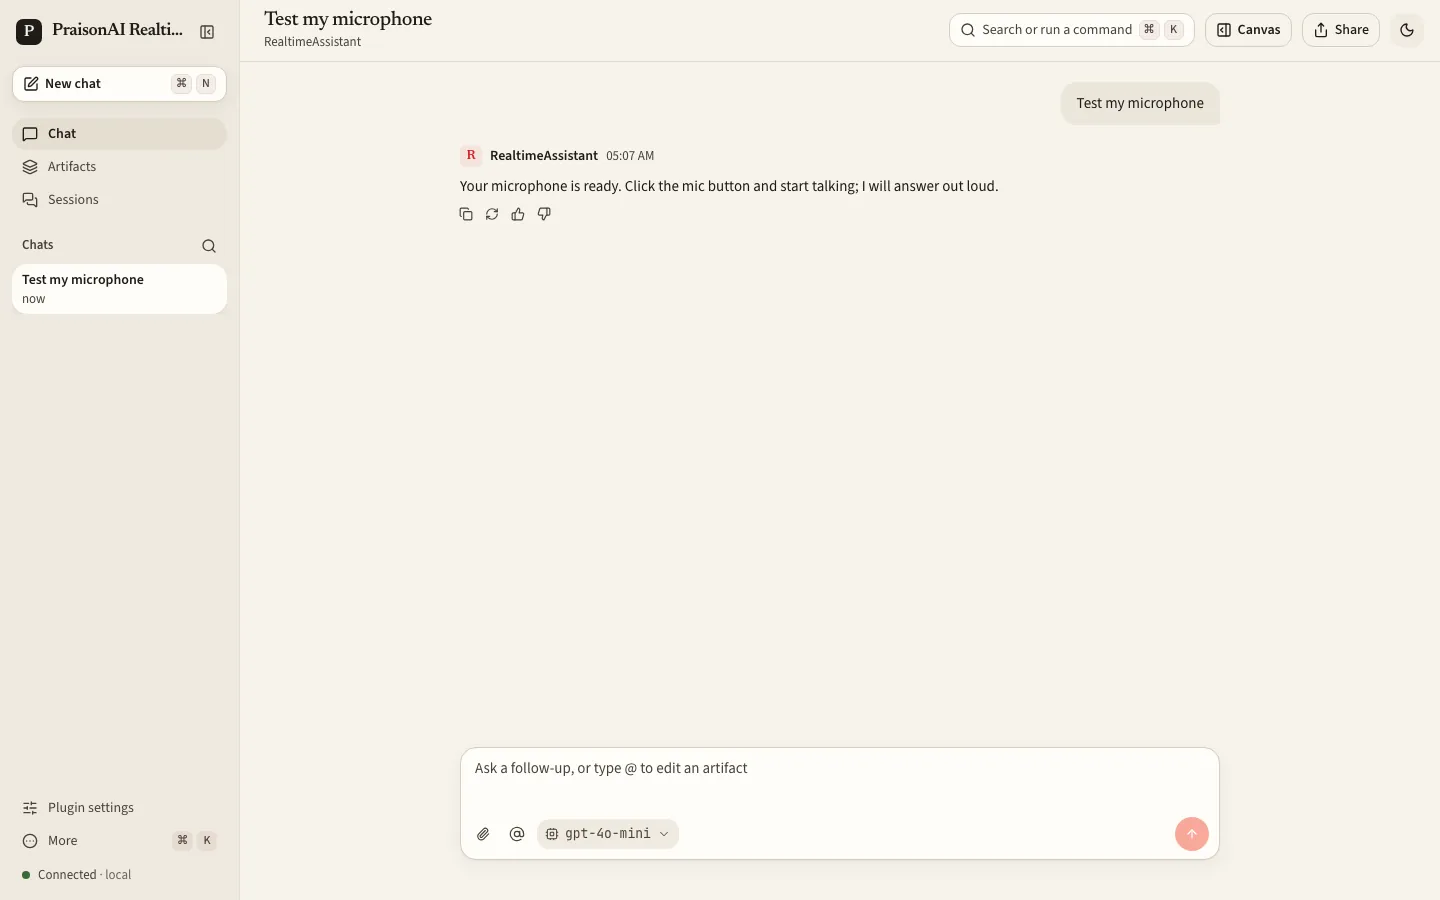 P PraisonAI Realti...
New chat ⌘ N
Chat
Artifacts
Sessions
Chats
Test my microphone
now
Plugin settings
More ⌘ K
Connected · local
Test my microphone
RealtimeAssistant
Search or run a command ⌘ K
Canvas
Share
Test my microphone
R RealtimeAssistant 05:07 AM
Your microphone is ready. Click the mic button and start talking; I will answer out loud.
Ask a follow-up, or type @ to edit an artifact
gpt-4o-mini